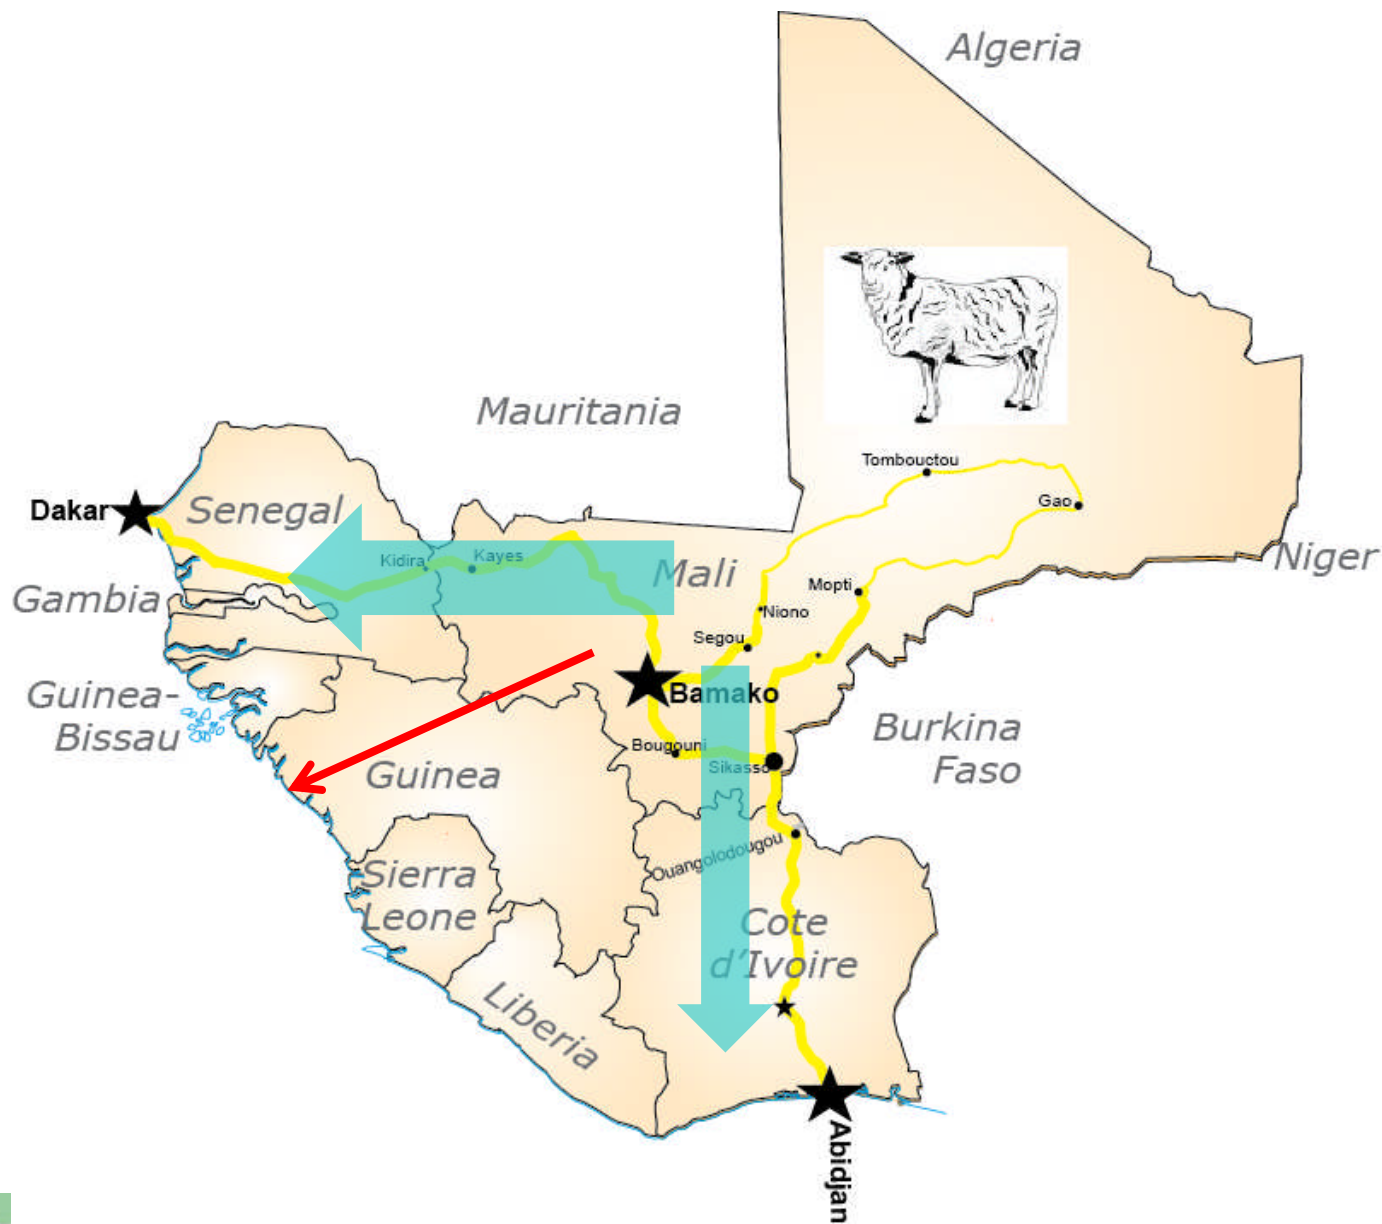 Algeria
Mauritania
Tombouctou
Gao
Dakar
Senegal
Kidira
Kayes
Mali
Niger
Mopti
Gambia
Niono
Segou
Guinea-
Bissau
Bamako
Burkina
Faso
Bougouni
Sikasso
Guinea
Ouangolodougou
Sierra
Leone
Cote
d'Ivoire
Liberia
Abidjan